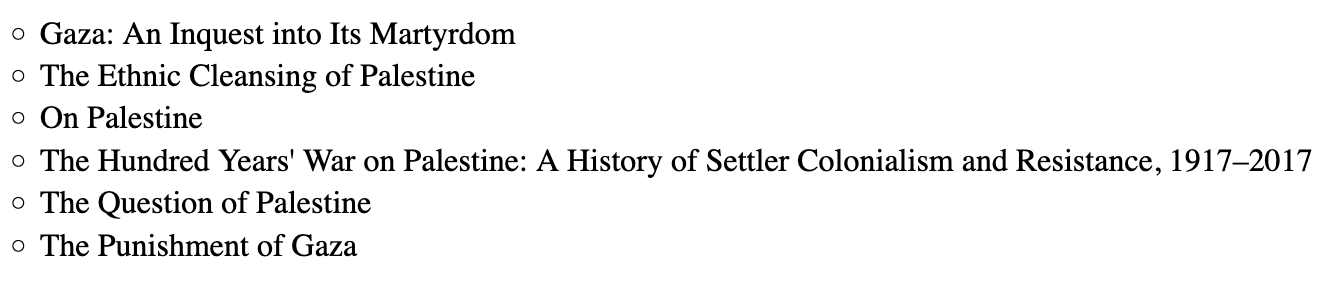 Gaza: An Inquest into Its Martyrdom
The Ethnic Cleansing of Palestine
On Palestine
The Hundred Years' War on Palestine: A History of Settler Colonialism and Resistance, 1917–2017
The Question of Palestine
The Punishment of Gaza